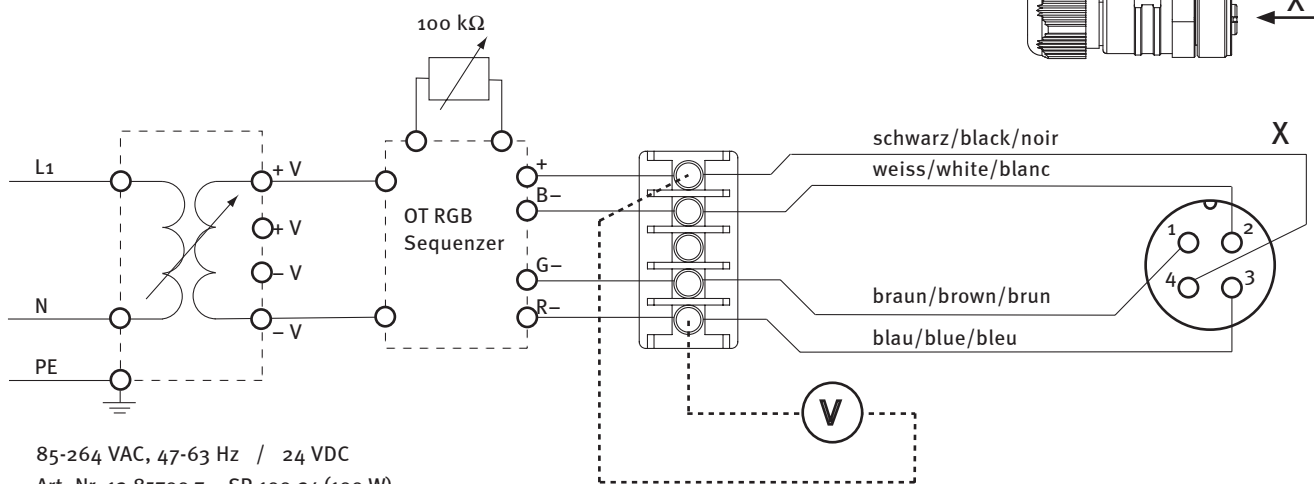 X
100 kΩ
schwarz/black/noir
X
weiss/white/blanc
L1
+ V
+
B–
OT RGB
Sequenzer
+ V
1
2
– V
4
3
G–
braun/brown/brun
N
R–
– V
blau/blue/bleu
PE
V
85-264 VAC, 47-63 Hz / 24 VDC